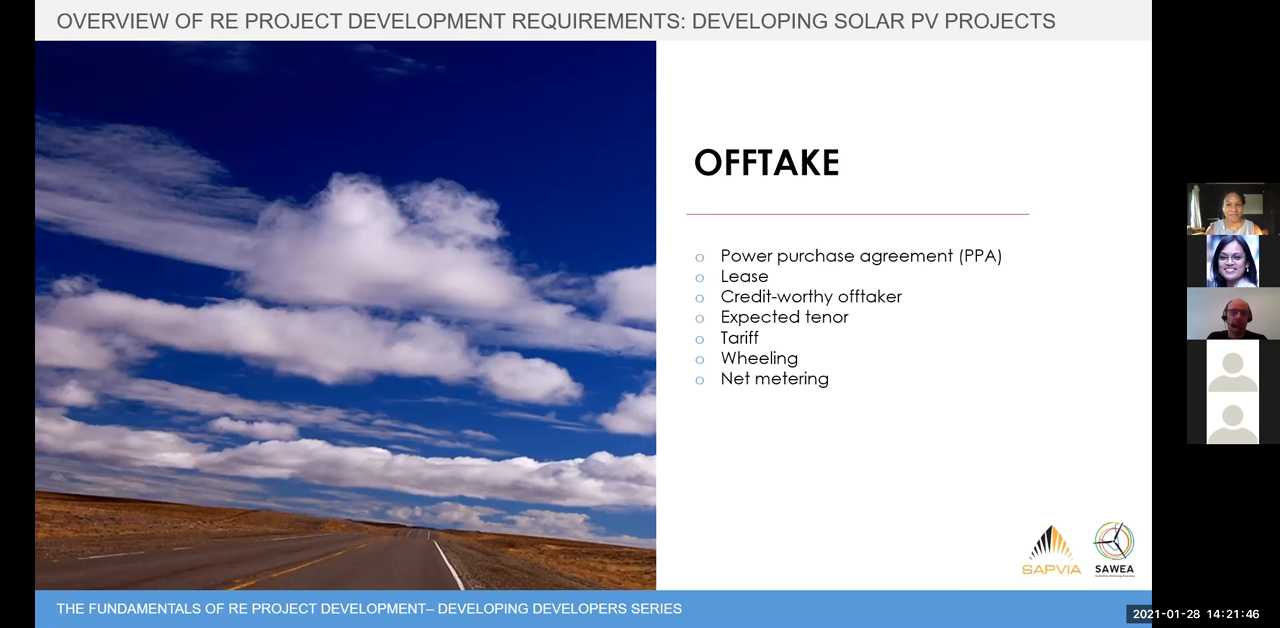 OVERVIEW OF RE PROJECT DEVELOPMENT REQUIREMENTS: DEVELOPING SOLAR PV PROJECTS
OFFTAKE
o Power purchase agreement (PPA)
o Lease
o Credit-worthy offtaker
o Expected tenor
o Tariff
o Wheeling
o Net metering
SAPVIA
SAWEA
THE FUNDAMENTALS OF RE PROJECT DEVELOPMENT– DEVELOPING DEVELOPERS SERIES
2021-01-28 14:21:46